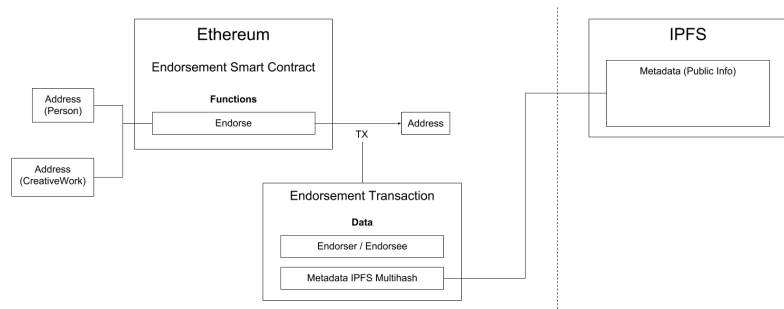 Ethereum
Endorsement Smart Contract
Functions
Endorse
Address
(Person)
Address
(CreativeWork)
Address
TX
Endorsement Transaction
Data
Endorser / Endorsee
Metadata IPFS Multihash
IPFS
Metadata (Public Info)